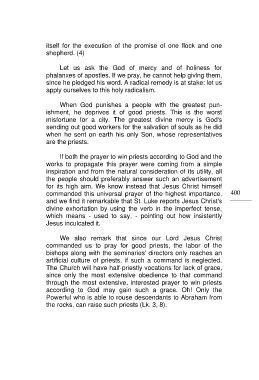 itself for the execution of the promise of one flock and one
shepherd. (4)
Let us ask the God of mercy and of holiness for
phalanxes of apostles. If we pray, he cannot help giving them,
since he pledged his word. A radical remedy is at stake: let us
apply ourselves to this holy radicalism.
When God punishes a people with the greatest pun-
ishment, he deprives it of good priests. This is the worst
misfortune for a city. The greatest divine mercy is God's
sending out good workers for the salvation of souls as he did
when he sent on earth his only Son, whose representatives
are the priests.
If both the prayer to win priests according to God and the
works to propagate this prayer were coming from a simple
inspiration and from the natural consideration of its utility, all
the people should preferably answer such an advertisement
for its high aim. We know instead that Jesus Christ himself
commanded this universal prayer of the highest importance,
and we find it remarkable that St. Luke reports Jesus Christ's
divine exhortation by using the verb in the imperfect tense,
which means - used to say, - pointing out how insistently
Jesus inculcated it.
400
We also remark that since our Lord Jesus Christ
commanded us to pray for good priests, the labor of the
bishops along with the seminaries' directors only reaches an
artificial culture of priests, if such a command is neglected.
The Church will have half-priestly vocations for lack of grace,
since only the most extensive obedience to that command
through the most extensive, interested prayer to win priests
according to God may gain such a grace. Oh! Only the
Powerful who is able to rouse descendants to Abraham from
the rocks, can raise such priests (Lk. 3, 8).